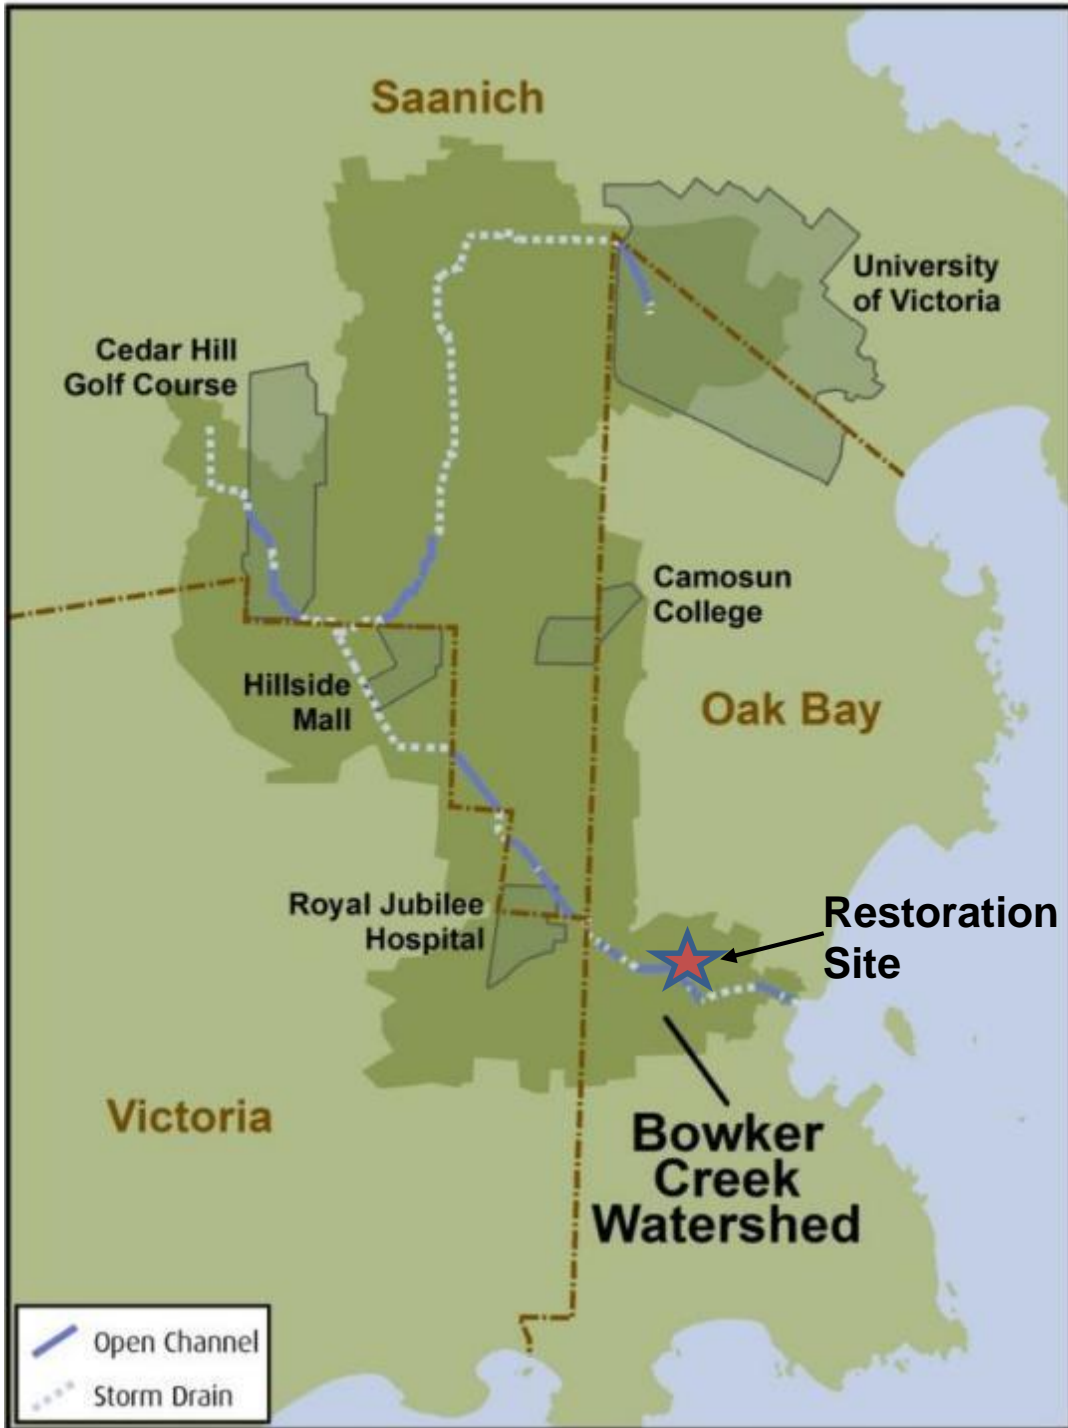 Saanich
University
of Victoria
Cedar Hill
Golf Course
Camosun
College
Hillside
Mall
Oak Bay
Royal Jubilee
Hospital
Restoration
Site
Victoria
Bowker
Creek
Watershed
Open Channel
Storm Drain